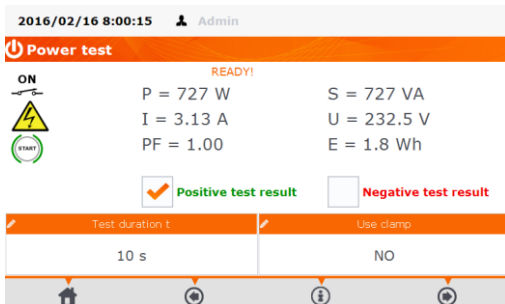 2016/02/16 8:00:15 Admin
Power test
READY!
ON
P = 727 W S = 727 VA
I = 3.13 A U = 232.5 V
START
PF = 1.00 E = 1.8 Wh
Positive test result Negative test result
Test duration t Use clamp
10 s NO